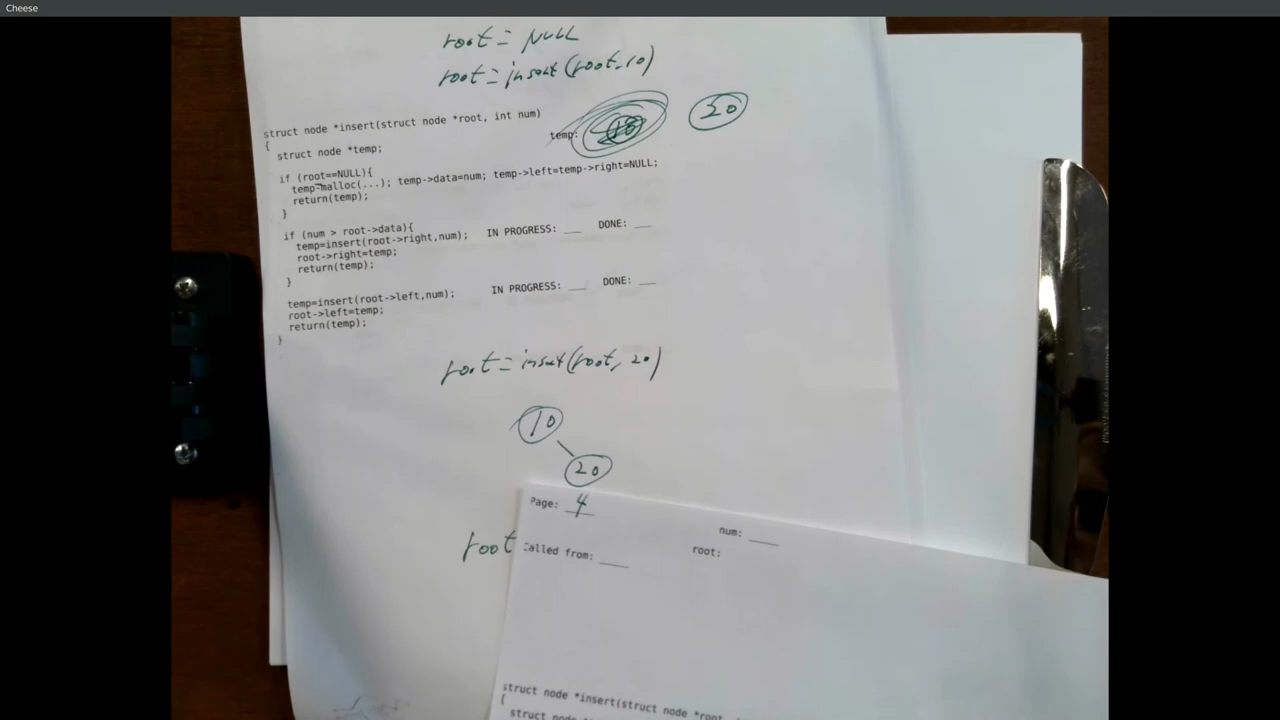 Cheese
root = NULL
root = insert(root, 10)
struct node *insert(struct node *root, int num)
{
temp: 20
struct node *temp;
if (root==NULL){
temp=malloc(...); temp->data=num; temp->left=temp->right=NULL;
return(temp);
}
if (num > root->data){
temp=insert(root->right,num); IN PROGRESS: ___ DONE: ___
root->right=temp;
return(temp);
}
temp=insert(root->left,num); IN PROGRESS: ___ DONE: ___
root->left=temp;
return(temp);
}
root = insert(root, 20)
10
20
Page: 4
num: ____
root
Called from: ____ root:
struct node *insert(struct node *root,
{
struct